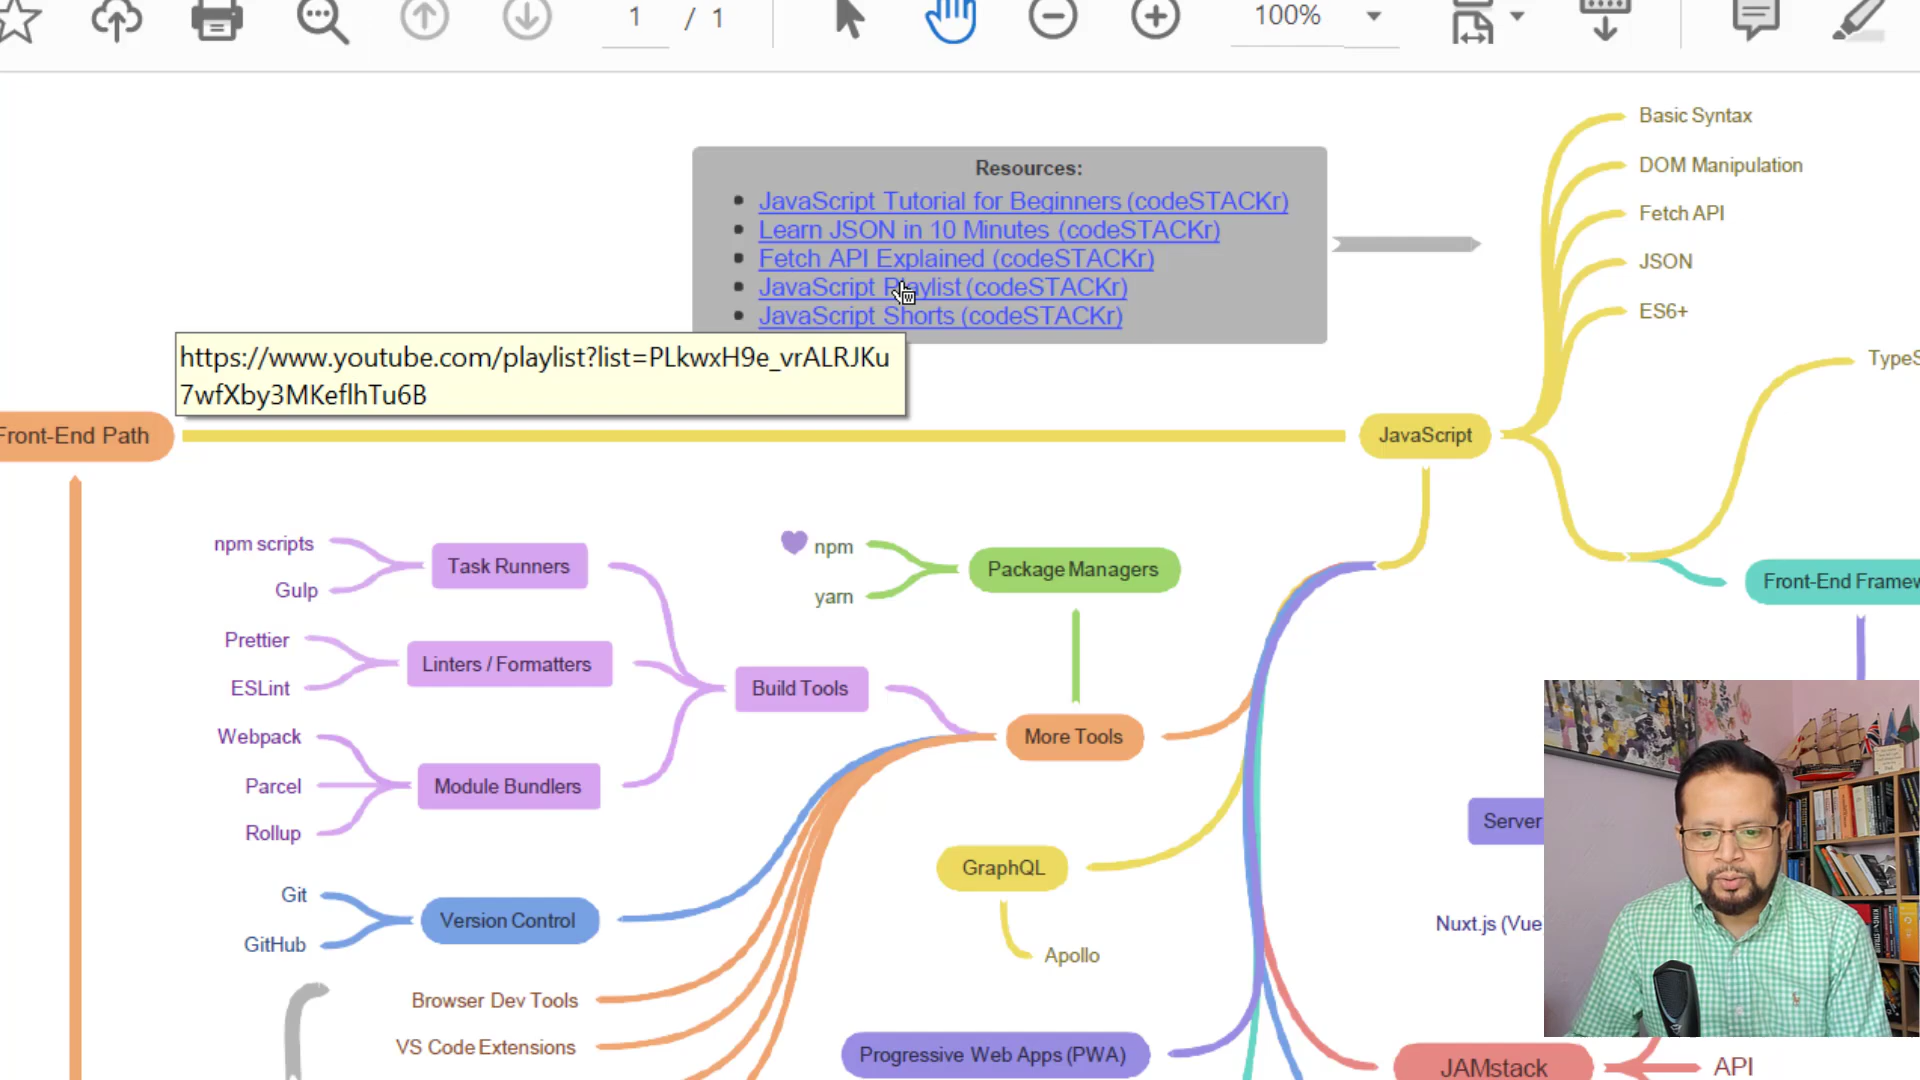 1 / 1
100%
Resources:
JavaScript Tutorial for Beginners (codeSTACKr)
Learn JSON in 10 Minutes (codeSTACKr)
Fetch API Explained (codeSTACKr)
JavaScript Playlist (codeSTACKr)
JavaScript Shorts (codeSTACKr)
https://www.youtube.com/playlist?list=PLkwxH9e_vrALRJKu
7wfXby3MKeflhTu6B
Basic Syntax
DOM Manipulation
Fetch API
JSON
ES6+
TypeS
Front-End Path
JavaScript
npm scripts
Gulp
Task Runners
Prettier
ESLint
Linters / Formatters
Webpack
Parcel
Rollup
Module Bundlers
Build Tools
npm
yarn
Package Managers
More Tools
Front-End Framew
Server
Nuxt.js (Vue
GraphQL
Apollo
Git
GitHub
Version Control
Browser Dev Tools
VS Code Extensions
Progressive Web Apps (PWA)
JAMstack
API